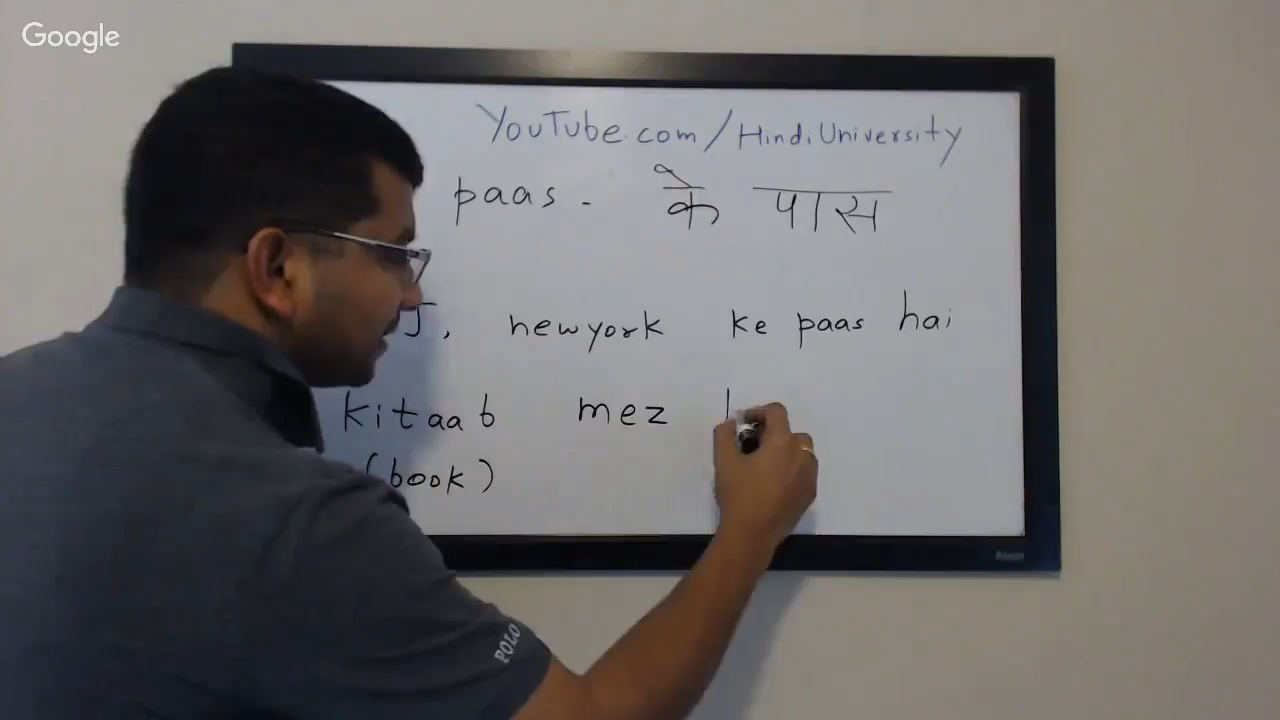 Google
YouTube.com/HindiUniversity
paas - के पास
J, newyork ke paas hai
kitaab mez
(book)
POLO